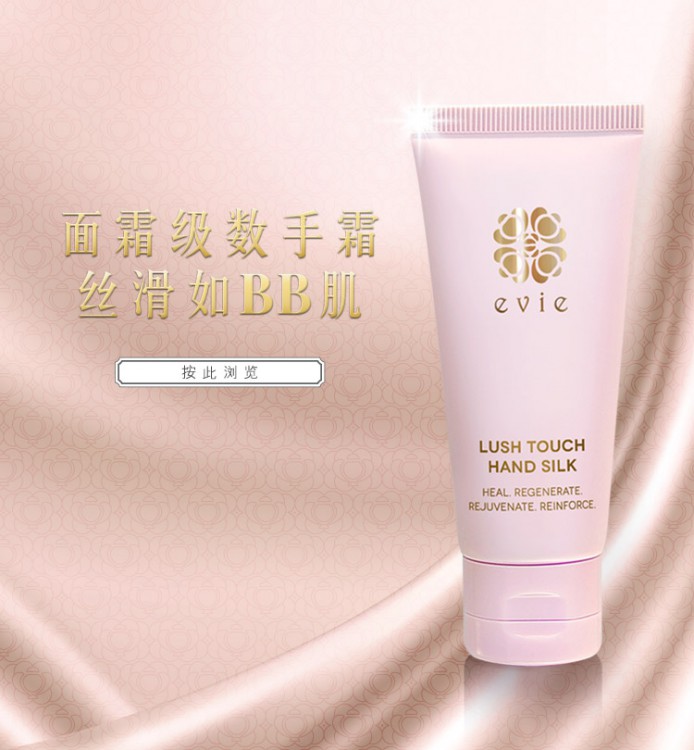 面霜级数手霜
丝滑如BB肌
按此浏览
evie
LUSH TOUCH
HAND SILK
HEAL. REGENERATE.
REJUVENATE. REINFORCE.